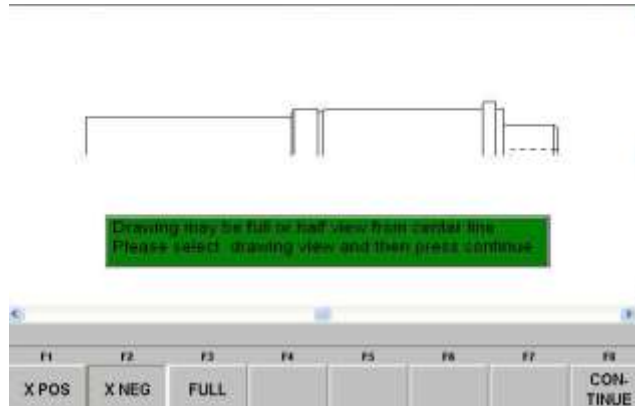 Drawing may be full or half view from center line
Please select drawing view and then press continue
F1 F2 F3 F4 F5 F6 F7 F8
X POS X NEG FULL CON-
TINUE